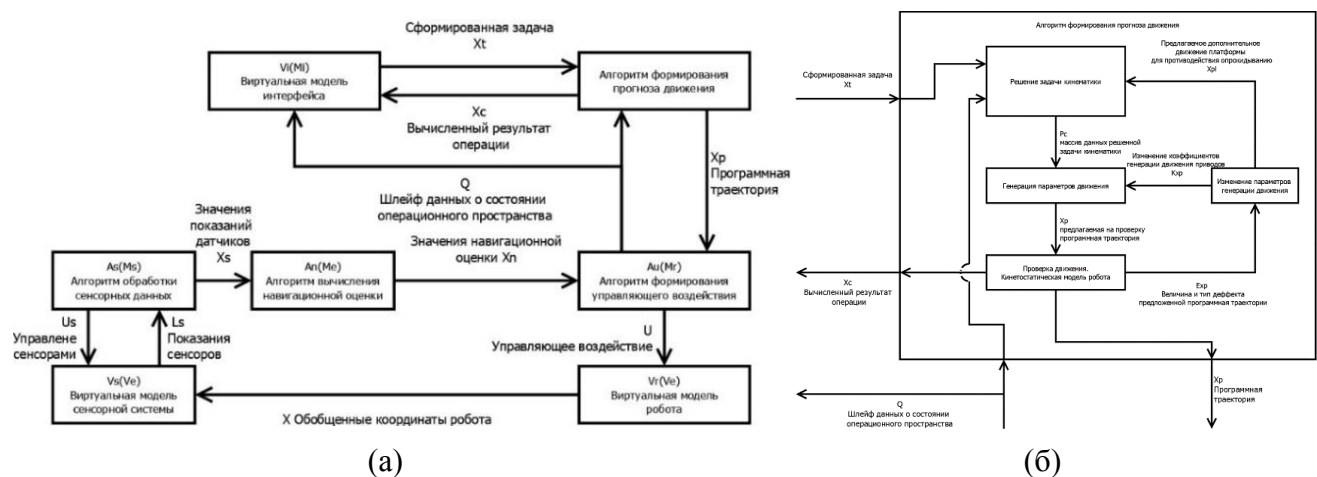 Сформированная задача
Xt
Vi(Mi)
Виртуальная модель
интерфейса
Алгоритм формирования
прогноза движения
Xc
Вычисленный результат
операции
Xp
Программная
траектория
Q
Шлейф данных о состоянии
операционного пространства
Значения
показаний
датчиков
Xs
Значения навигационной
оценки Xn
As(Ms)
Алгоритм обработки
сенсорных данных
An(Me)
Алгоритм вычисления
навигационной оценки
Au(Mr)
Алгоритм формирования
управляющего воздействия
Us
Управлене
сенсорами
Ls
Показания
сенсоров
U
Управляющее воздействие
Vs(Ve)
Виртуальная модель
сенсорной системы
Vr(Ve)
Виртуальная модель
робота
X Обобщенные координаты робота
(а)
Алгоритм формирования прогноза движения
Сформированная задача
Xt
Решение задачи кинематики
Предлагаемое дополнительное
движение платформы
для противодействия опрокидыванию
Xpl
Pc
массив данных решенной
задачи кинематики
Изменение коэффициентов
генерации движения приводов
Kxp
Генерация параметров движения
Изменение параметров
генерации движения
Xp
предлагаемая на проверку
программная траектория
Проверка движения.
Кинетостатическая модель робота
Xc
Вычисленный результат
операции
Exp
Величина и тип деффекта
предложенной программной траектории
Q
Шлейф данных о состоянии
операционного пространства
Xp
Программная
траектория
(б)